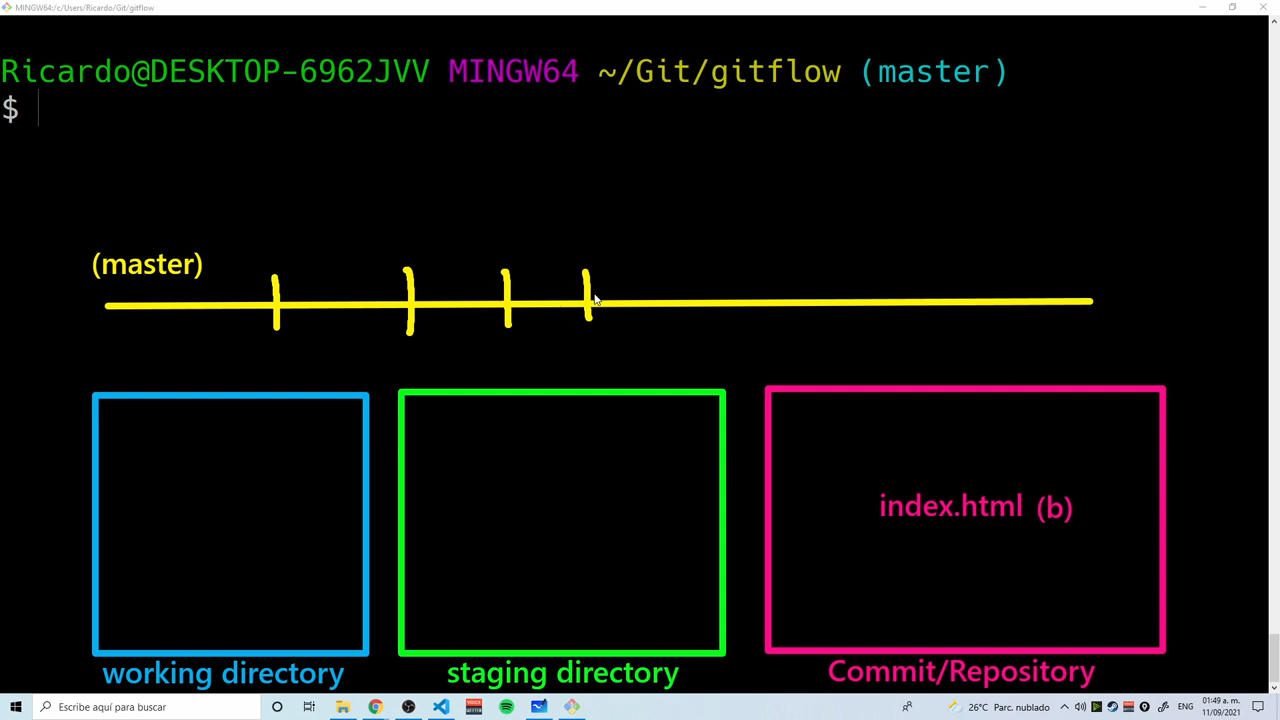 MINGW64:/c/Users/Ricardo/Git/gitflow
Ricardo@DESKTOP-6962JVV MINGW64 ~/Git/gitflow (master)
$
(master)
index.html (b)
working directory
staging directory
Commit/Repository
Escribe aquí para buscar
26°C Parc. nublado
ENG
01:49 a. m.
11/09/2021